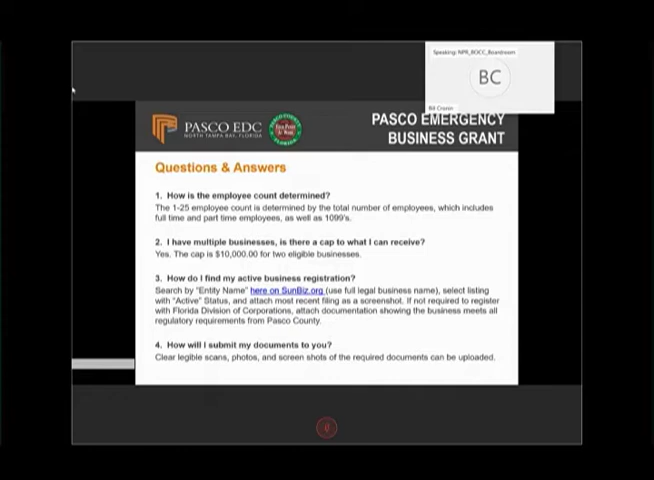 Speaking: NPR_BOCC_Boardroom
BC
Bill Cronin
PASCO EDC
NORTH TAMPA BAY, FLORIDA
PASCO COUNTY
FLORIDA
PASCO EMERGENCY
BUSINESS GRANT
Questions & Answers
1. How is the employee count determined?
The 1-25 employee count is determined by the total number of employees, which includes
full time and part time employees, as well as 1099's.
2. I have multiple businesses, is there a cap to what I can receive?
Yes. The cap is $10,000.00 for two eligible businesses.
3. How do I find my active business registration?
Search by "Entity Name" here on SunBiz.org (use full legal business name), select listing
with "Active" Status, and attach most recent filing as a screenshot. If not required to register
with Florida Division of Corporations, attach documentation showing the business meets all
regulatory requirements from Pasco County.
4. How will I submit my documents to you?
Clear legible scans, photos, and screen shots of the required documents can be uploaded.